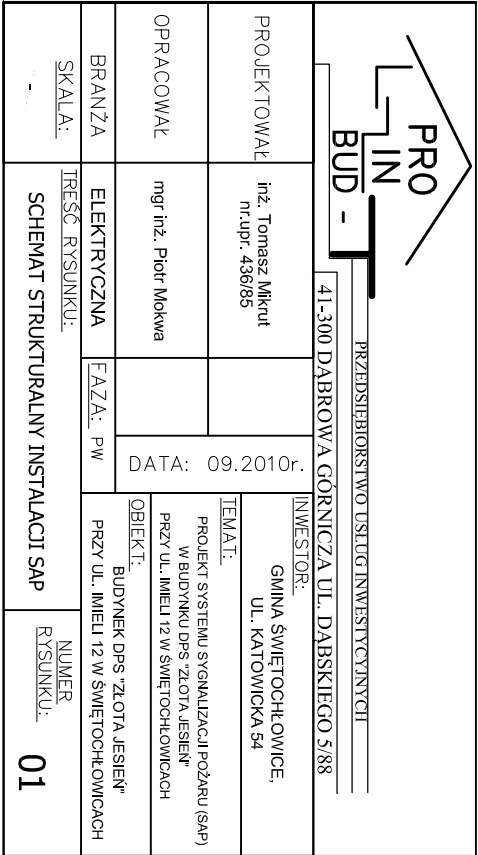 PRO
IN
BUD -
PRZEDSIĘBIORSTWO USŁUG INWESTYCYJNYCH
41-300 DĄBROWA GÓRNICZA UL. DĄBSKIEGO 5/88
PROJEKTOWAŁ
inż. Tomasz Mikrut
nr.upr. 436/85
OPRACOWAŁ
mgr inż. Piotr Mokwa
DATA: 09.2010r.
INWESTOR:
GMINA ŚWIĘTOCHŁOWICE,
UL. KATOWICKA 54
TEMAT:
PROJEKT SYSTEMU SYGNALIZACJI POŻARU (SAP)
W BUDYNKU DPS "ZŁOTA JESIEŃ"
PRZY UL. IMIELI 12 W ŚWIĘTOCHŁOWICACH
BRANŻA
ELEKTRYCZNA
FAZA: PW
OBIEKT:
BUDYNEK DPS "ZŁOTA JESIEŃ"
PRZY UL. IMIELI 12 W ŚWIĘTOCHŁOWICACH
SKALA:
-
TREŚĆ RYSUNKU:
SCHEMAT STRUKTURALNY INSTALACJI SAP
NUMER
RYSUNKU:
01